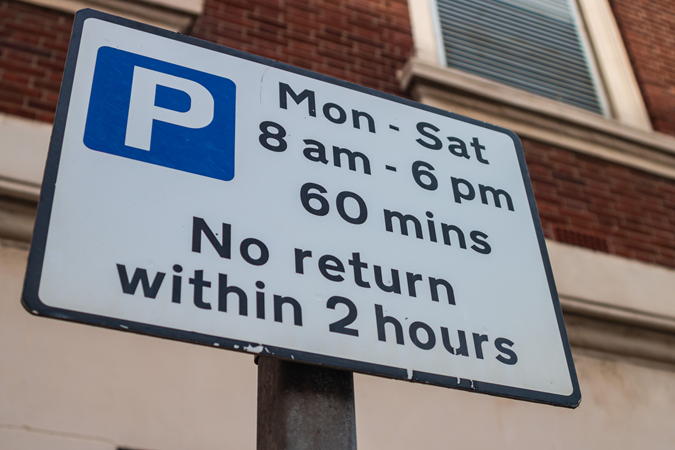 P
Mon - Sat
8 am - 6 pm
60 mins
No return
within 2 hours